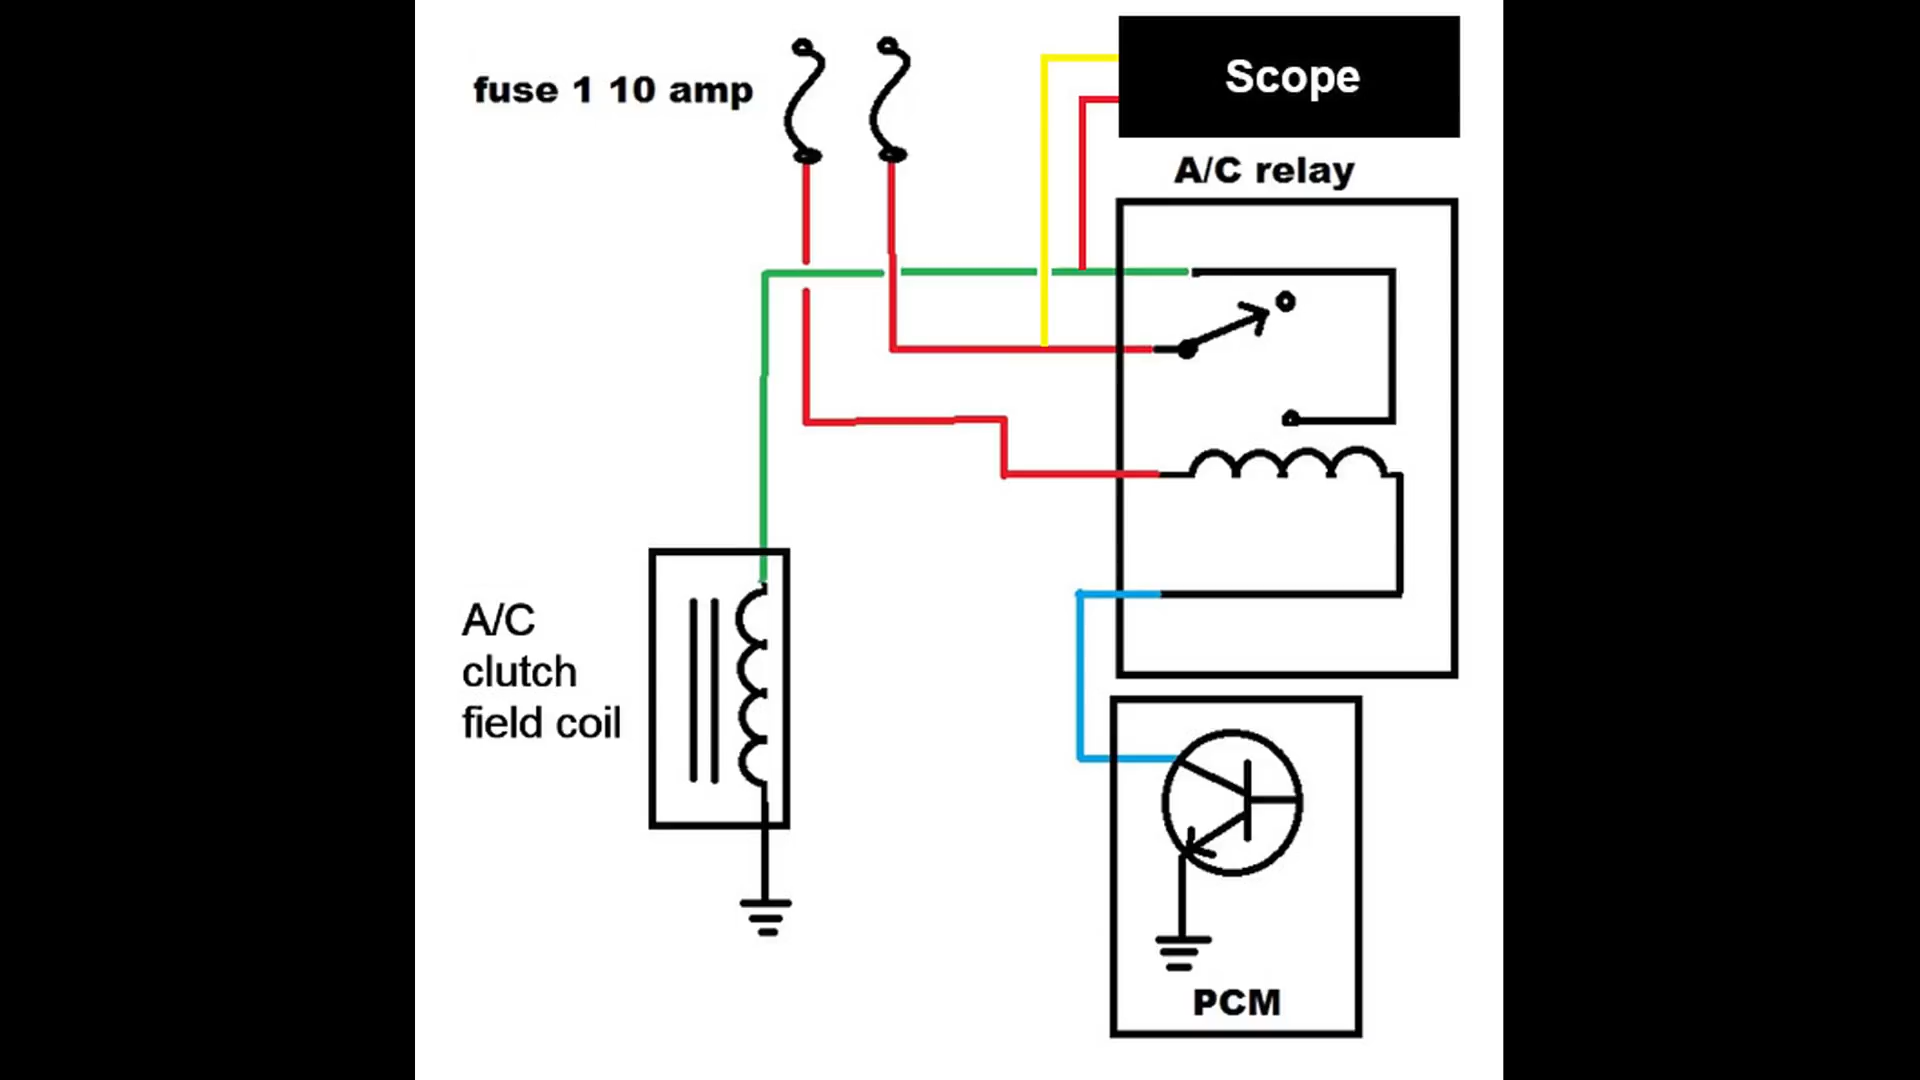 fuse 1 10 amp
Scope
A/C relay
A/C
clutch
field coil
PCM